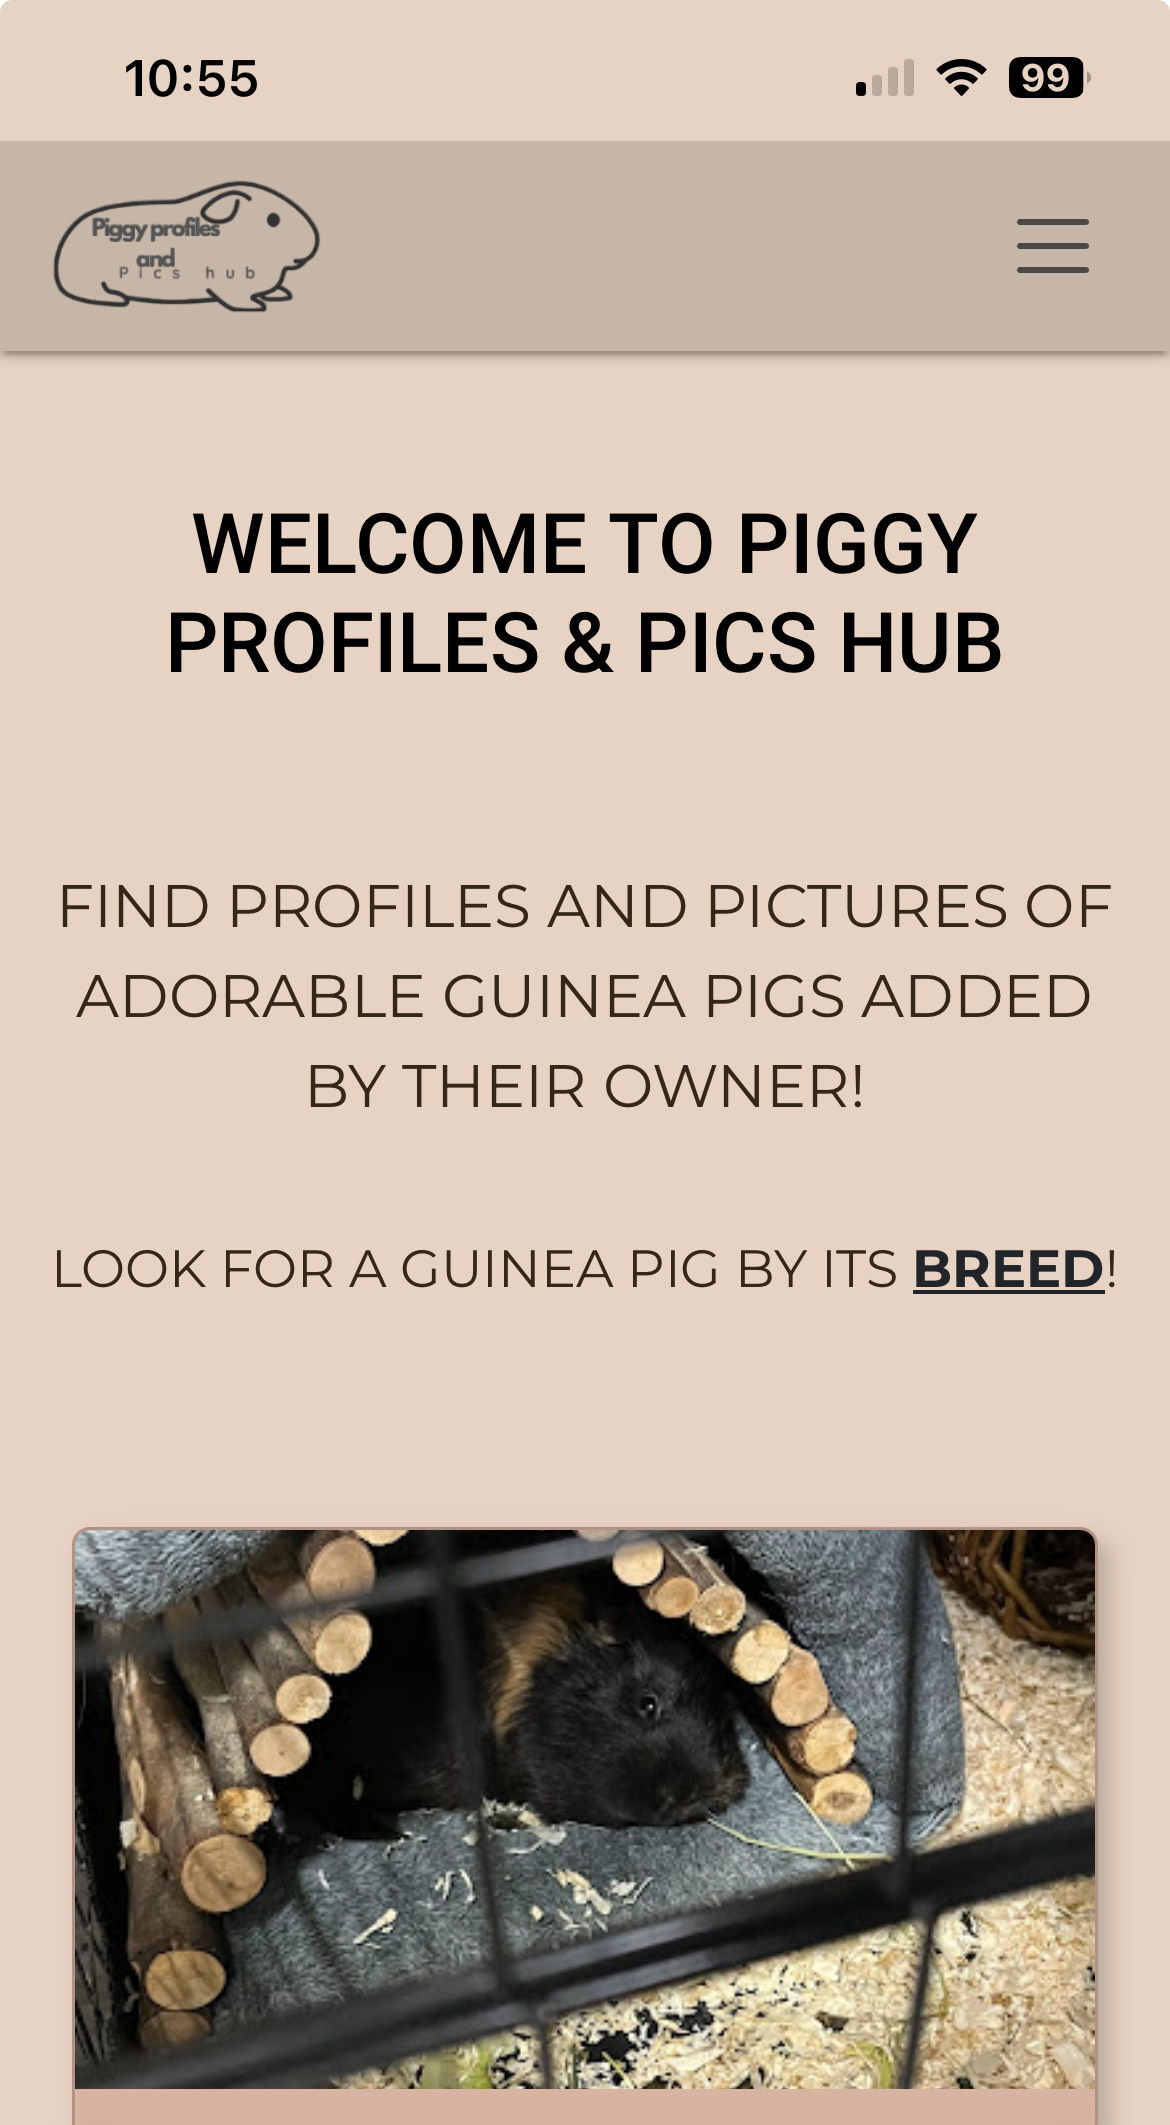 10:55
99
Piggy profiles
and
Pics hub
WELCOME TO PIGGY
PROFILES & PICS HUB
FIND PROFILES AND PICTURES OF
ADORABLE GUINEA PIGS ADDED
BY THEIR OWNER!
LOOK FOR A GUINEA PIG BY ITS BREED!